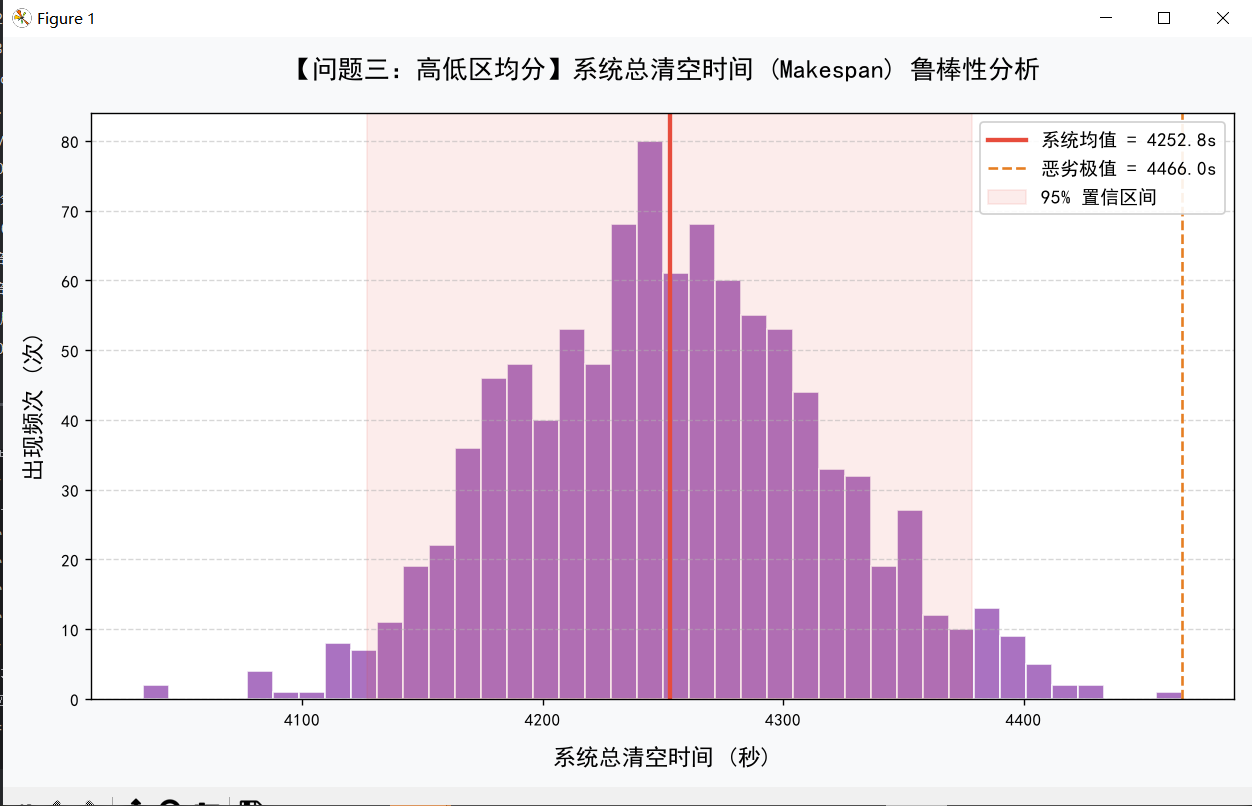 Figure 1
【问题三：高低区均分】系统总清空时间 (Makespan) 鲁棒性分析
系统均值 = 4252.8s
恶劣极值 = 4466.0s
95% 置信区间
出现频次 (次)
80
70
60
50
40
30
20
10
0
4100
4200
4300
4400
系统总清空时间 (秒)